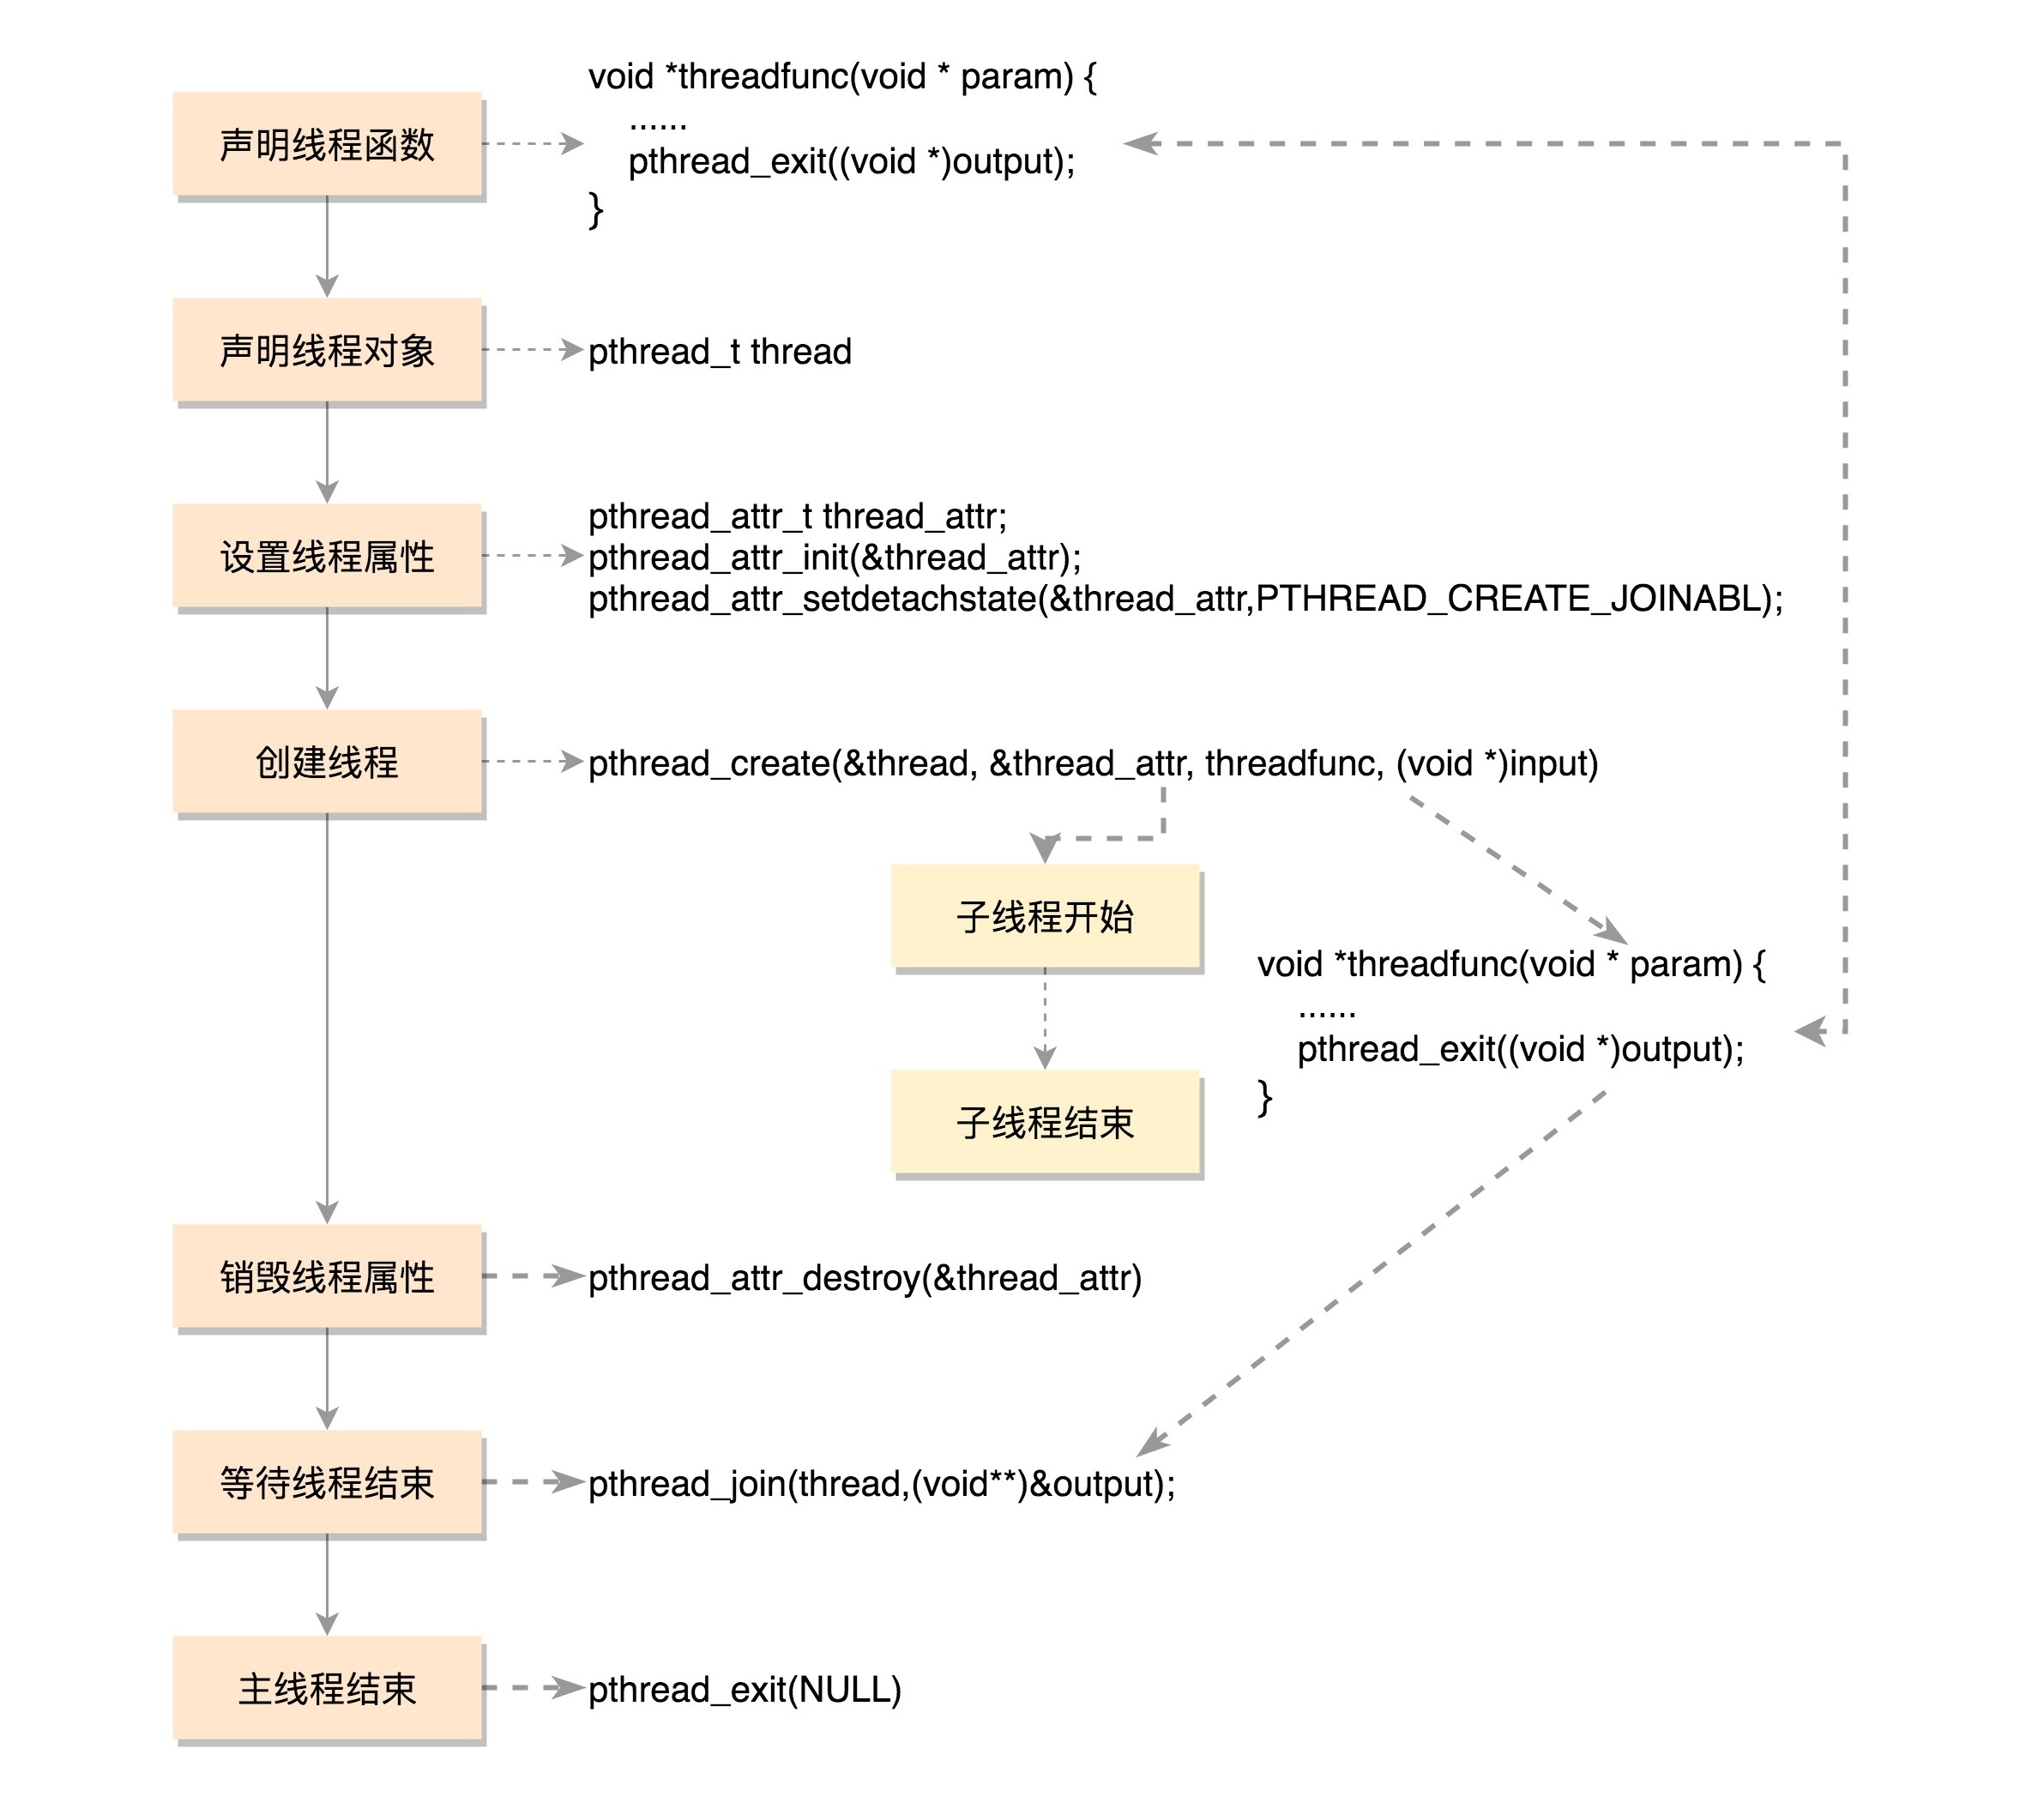 声明线程函数
void *threadfunc(void * param) {
......
pthread_exit((void *)output);
}
声明线程对象
pthread_t thread
设置线程属性
pthread_attr_t thread_attr;
pthread_attr_init(&thread_attr);
pthread_attr_setdetachstate(&thread_attr,PTHREAD_CREATE_JOINABL);
创建线程
pthread_create(&thread, &thread_attr, threadfunc, (void *)input)
子线程开始
void *threadfunc(void * param) {
......
pthread_exit((void *)output);
}
子线程结束
销毁线程属性
pthread_attr_destroy(&thread_attr)
等待线程结束
pthread_join(thread,(void**)&output);
主线程结束
pthread_exit(NULL)